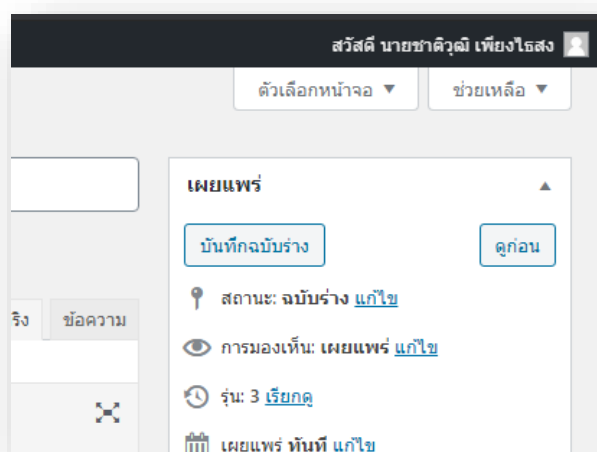 สวัสดี นายชาติวุฒิ เพียงไธสง
ตัวเลือกหน้าจอ ▼ ช่วยเหลือ ▼
เผยแพร่ ▲
บันทึกฉบับร่าง ดูก่อน
สถานะ: ฉบับร่าง แก้ไข
ริง ข้อความ
การมองเห็น: เผยแพร่ แก้ไข
รุ่น: 3 เรียกดู
เผยแพร่ ทันที แก้ไข